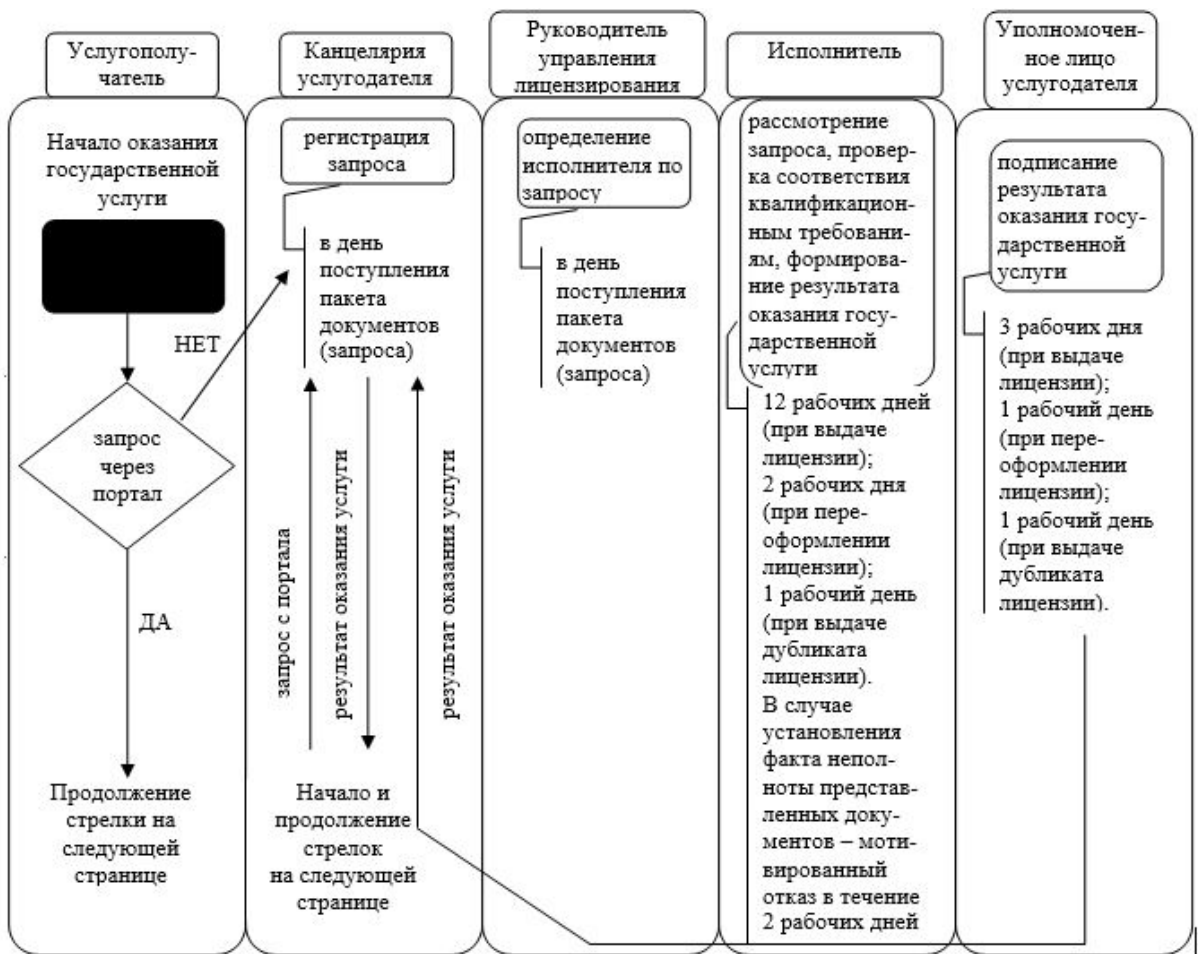 Услугополу-
чатель
Начало оказания
государственной
услуги
НЕТ
запрос
через
портал
ДА
Продолжение
стрелки на
следующей
странице
Канцелярия
услугодателя
регистрация
запроса
в день
поступления
пакета
документов
(запроса)
запрос с портала
результат оказания услуги
результат оказания услуги
Начало и
продолжение
стрелок
на следующей
странице
Руководитель
управления
лицензирования
определение
исполнителя по
запросу
в день
поступления
пакета
документов
(запроса)
Исполнитель
рассмотрение
запроса, провер-
ка соответствия
квалификацион-
ным требовани-
ям, формирова-
ние результата
оказания госу-
дарственной
услуги
12 рабочих дней
(при выдаче
лицензии);
2 рабочих дня
(при пере-
оформлении
лицензии);
1 рабочий день
(при выдаче
дубликата
лицензии).
В случае
установления
факта непол-
ноты представ-
ленных доку-
ментов – моти-
вированный
отказ в течение
2 рабочих дней
Уполномочен-
ное лицо
услугодателя
подписание
результата
оказания госу-
дарственной
услуги
3 рабочих дня
(при выдаче
лицензии);
1 рабочий день
(при пере-
оформлении
лицензии);
1 рабочий день
(при выдаче
дубликата
лицензии).